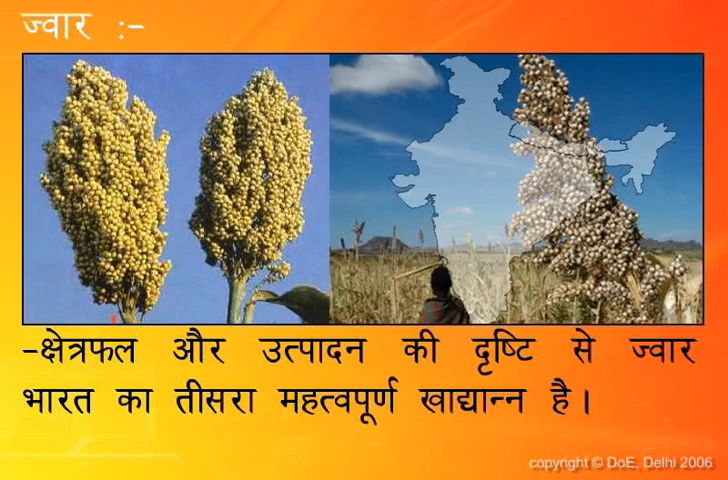 ज्वार :-
-क्षेत्रफल और उत्पादन की दृष्टि से ज्वार
भारत का तीसरा महत्वपूर्ण खाद्यान्न है।
copyright © DoE, Delhi 2006